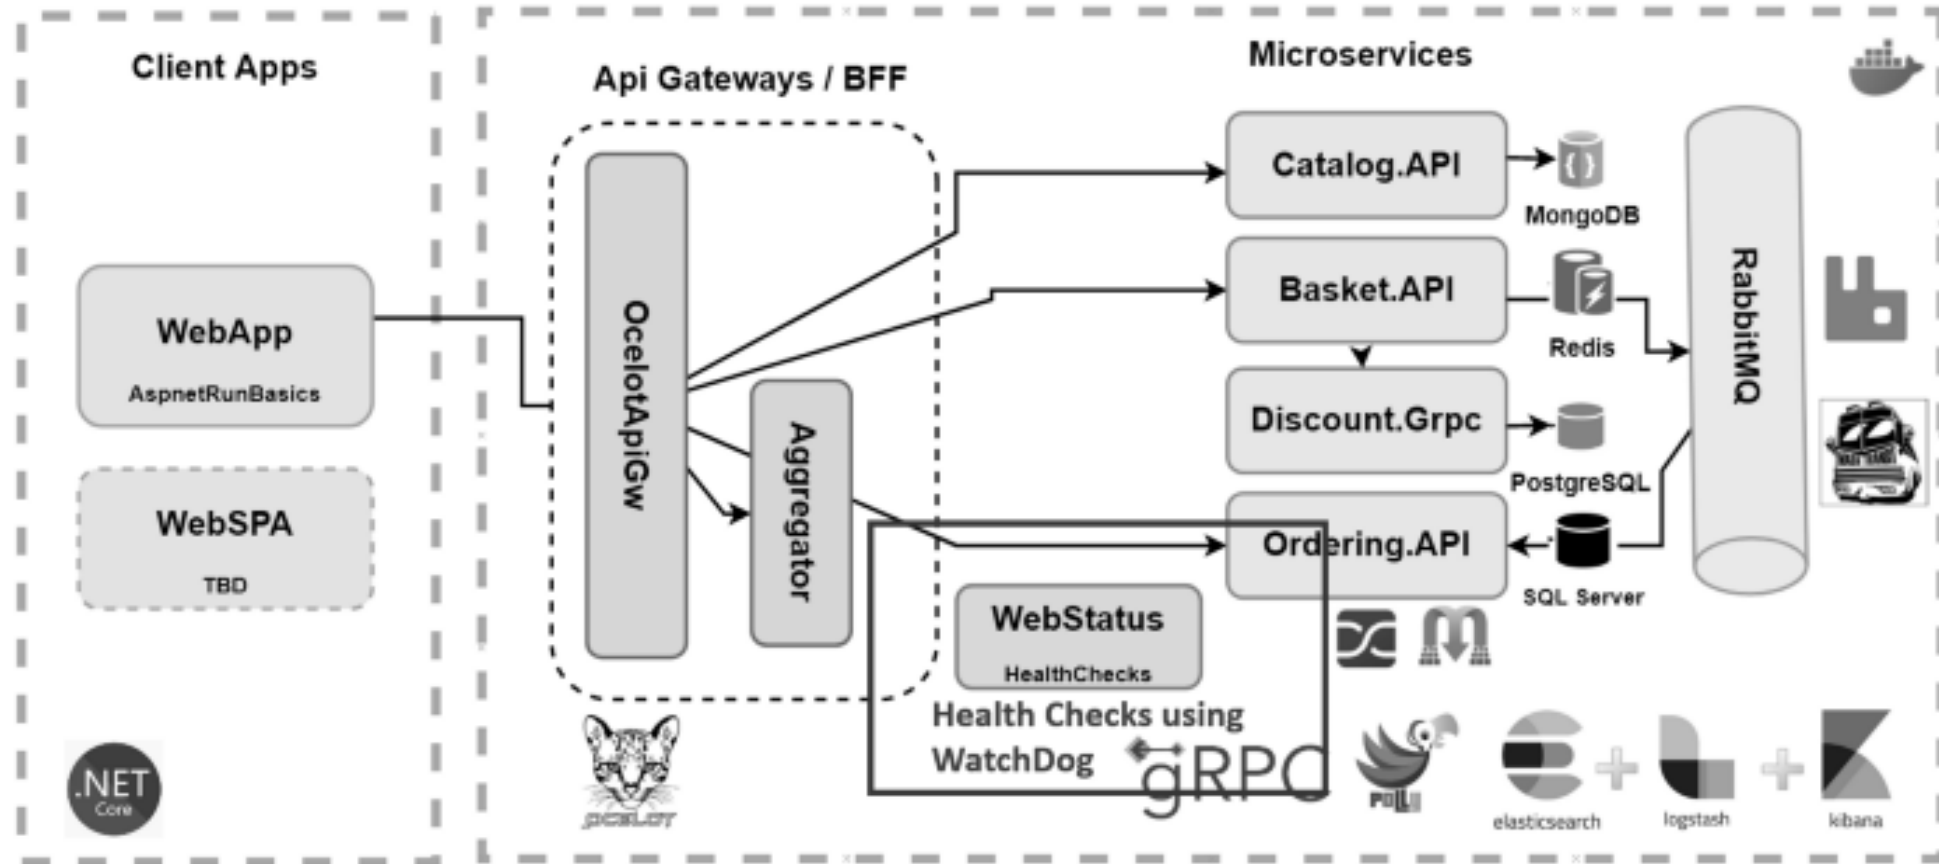 Client Apps
WebApp
AspnetRunBasics
WebSPA
TBD
.NET
Core
Api Gateways / BFF
OcelotApiGw
Aggregator
OCELOT
Microservices
Catalog.API
MongoDB
Basket.API
Redis
Discount.Grpc
PostgreSQL
Ordering.API
SQL Server
RabbitMQ
WebStatus
HealthChecks
Health Checks using
WatchDog
gRPC
elasticsearch
logstash
kibana